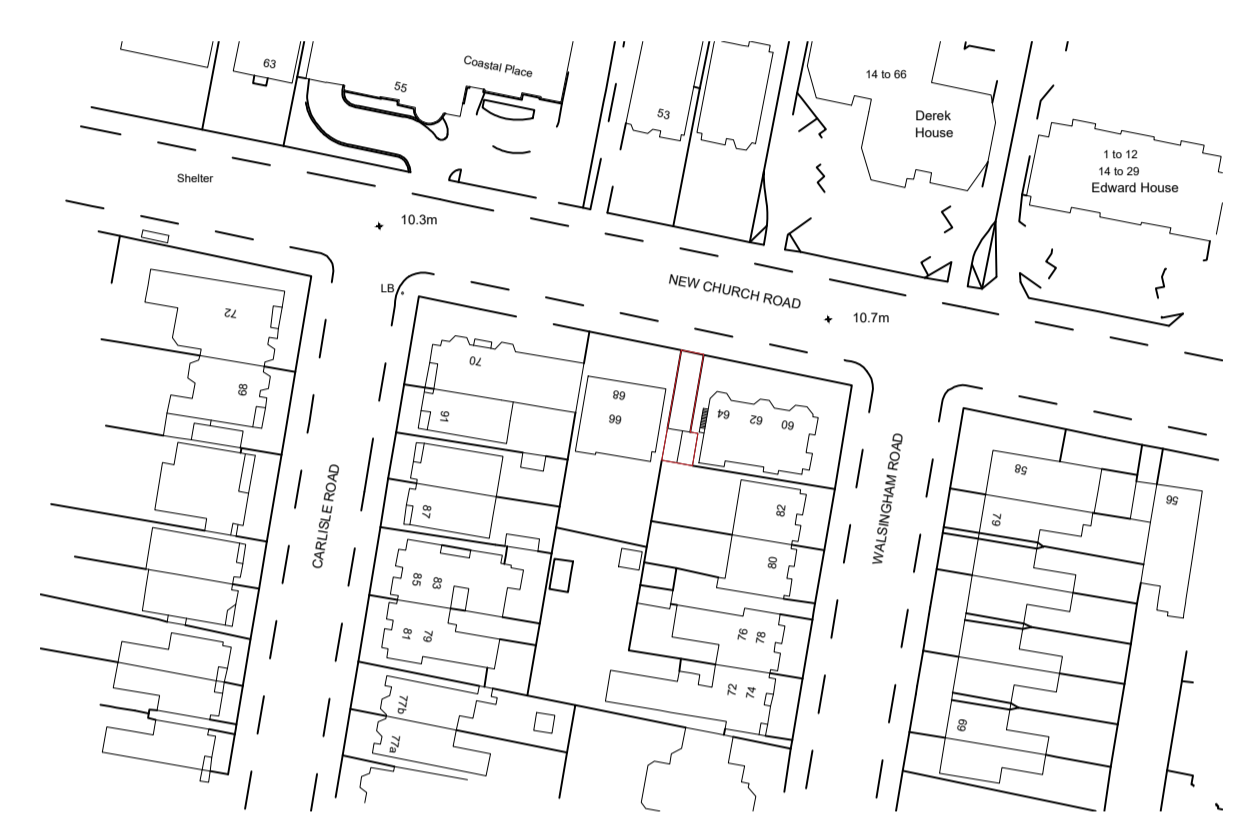 63
55
Coastal Place
53
14 to 66
Derek
House
1 to 12
14 to 29
Edward House
Shelter
10.3m
NEW CHURCH ROAD
10.7m
LB
72
70
68
66
64
62
60
89
91
87
58
56
79
CARLISLE ROAD
WALSINGHAM ROAD
82
80
85
83
81
79
76
78
72
74
77b
77a
69